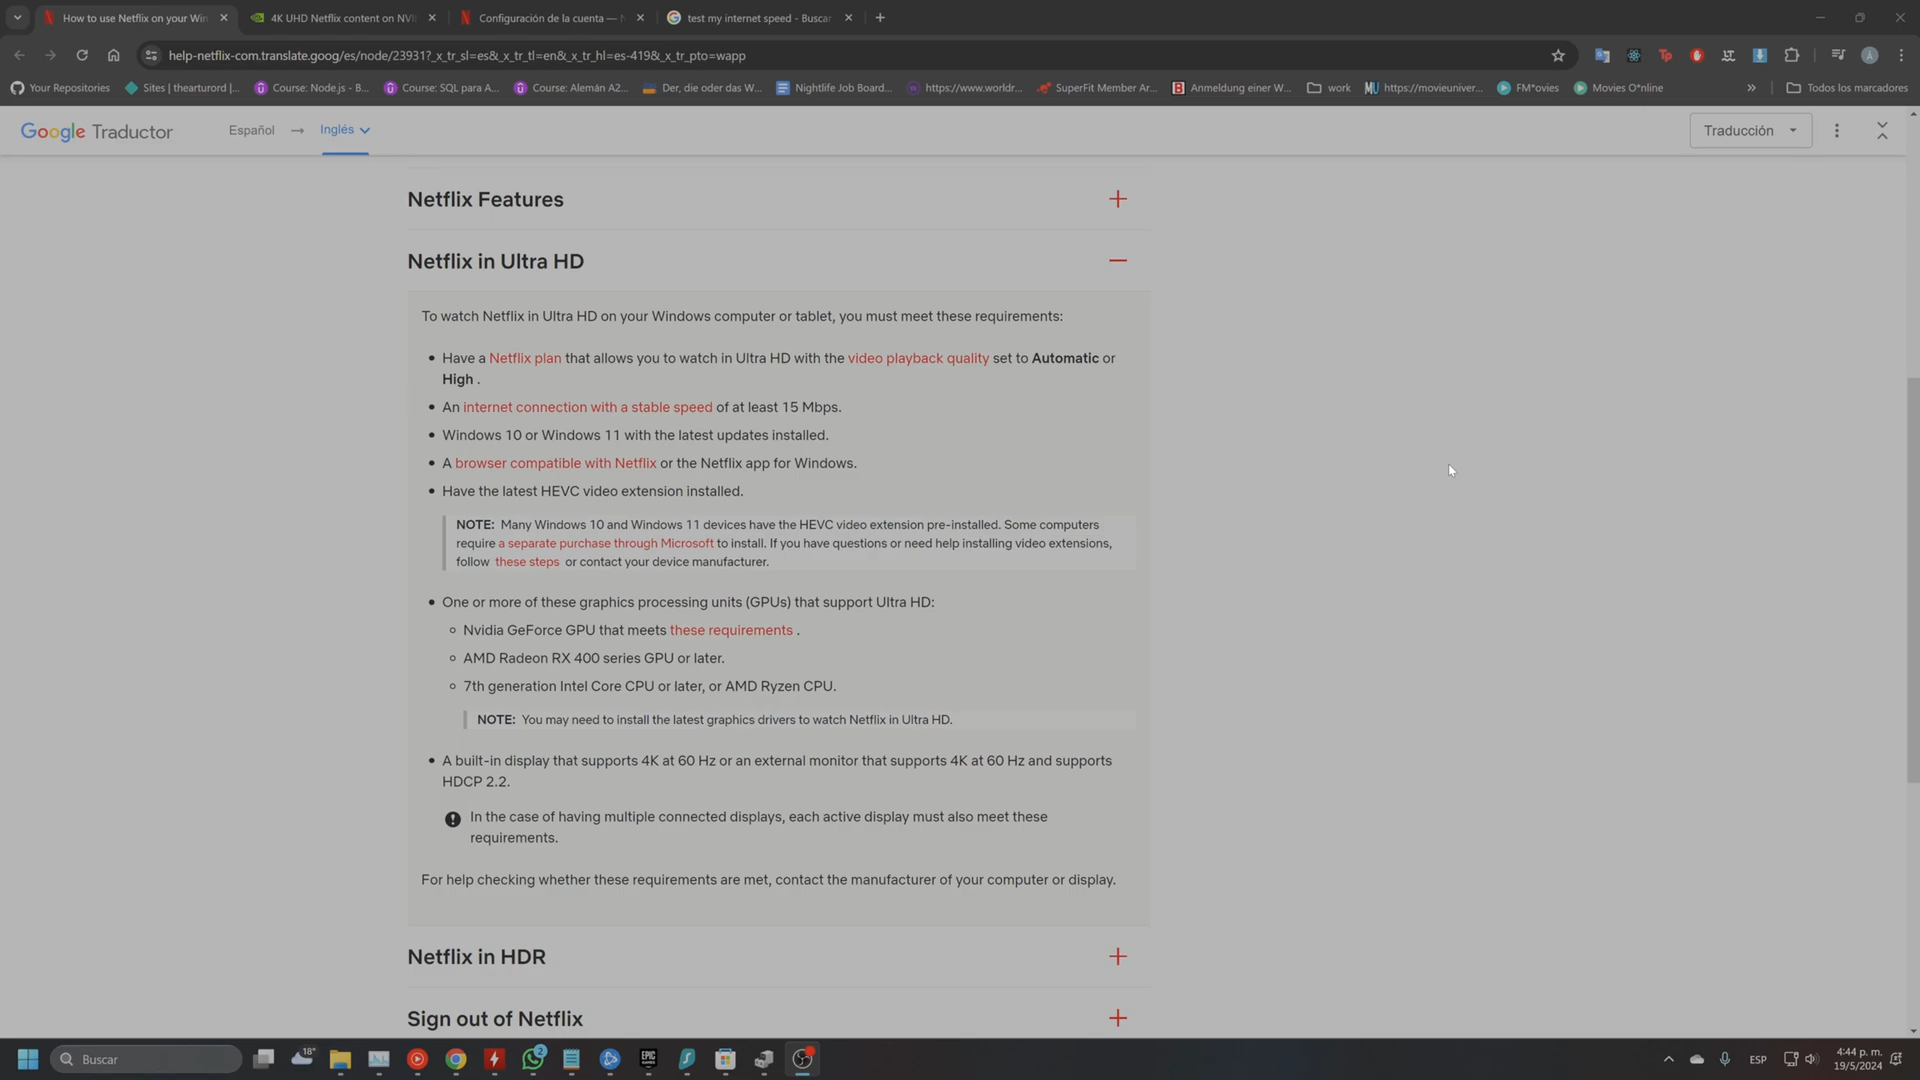 How to use Netflix on your Win
4K UHD Netflix content on NVI
Configuración de la cuenta — N
test my internet speed - Buscar
help-netflix-com.translate.goog/es/node/23931?_x_tr_sl=es&_x_tr_tl=en&_x_tr_hl=es-419&_x_tr_pto=wapp
Your Repositories
Sites | thearturord |...
Course: Node.js - B...
Course: SQL para A...
Course: Alemán A2...
Der, die oder das W...
Nightlife Job Board...
https://www.worldr...
SuperFit Member Ar...
Anmeldung einer W...
work
https://movieuniver...
FM*ovies
Movies O*nline
Todos los marcadores
Google Traductor
Español → Inglés
Traducción
Netflix Features
Netflix in Ultra HD
To watch Netflix in Ultra HD on your Windows computer or tablet, you must meet these requirements:
• Have a Netflix plan that allows you to watch in Ultra HD with the video playback quality set to Automatic or
High .
• An internet connection with a stable speed of at least 15 Mbps.
• Windows 10 or Windows 11 with the latest updates installed.
• A browser compatible with Netflix or the Netflix app for Windows.
• Have the latest HEVC video extension installed.
NOTE: Many Windows 10 and Windows 11 devices have the HEVC video extension pre-installed. Some computers
require a separate purchase through Microsoft to install. If you have questions or need help installing video extensions,
follow these steps or contact your device manufacturer.
• One or more of these graphics processing units (GPUs) that support Ultra HD:
Nvidia GeForce GPU that meets these requirements .
AMD Radeon RX 400 series GPU or later.
7th generation Intel Core CPU or later, or AMD Ryzen CPU.
NOTE: You may need to install the latest graphics drivers to watch Netflix in Ultra HD.
• A built-in display that supports 4K at 60 Hz or an external monitor that supports 4K at 60 Hz and supports
HDCP 2.2.
In the case of having multiple connected displays, each active display must also meet these
requirements.
For help checking whether these requirements are met, contact the manufacturer of your computer or display.
Netflix in HDR
Sign out of Netflix
Buscar
18°
2
EPIC
GAMES
ESP
4:44 p. m.
19/5/2024